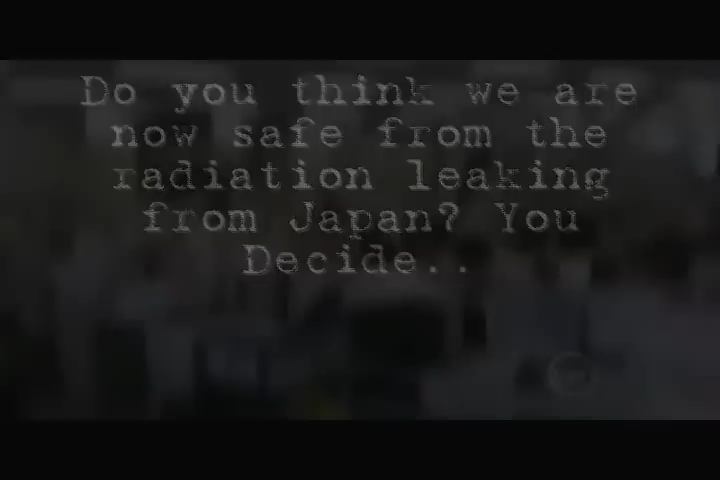 Do you think we are
now safe from the
radiation leaking
from Japan? You
Decide..